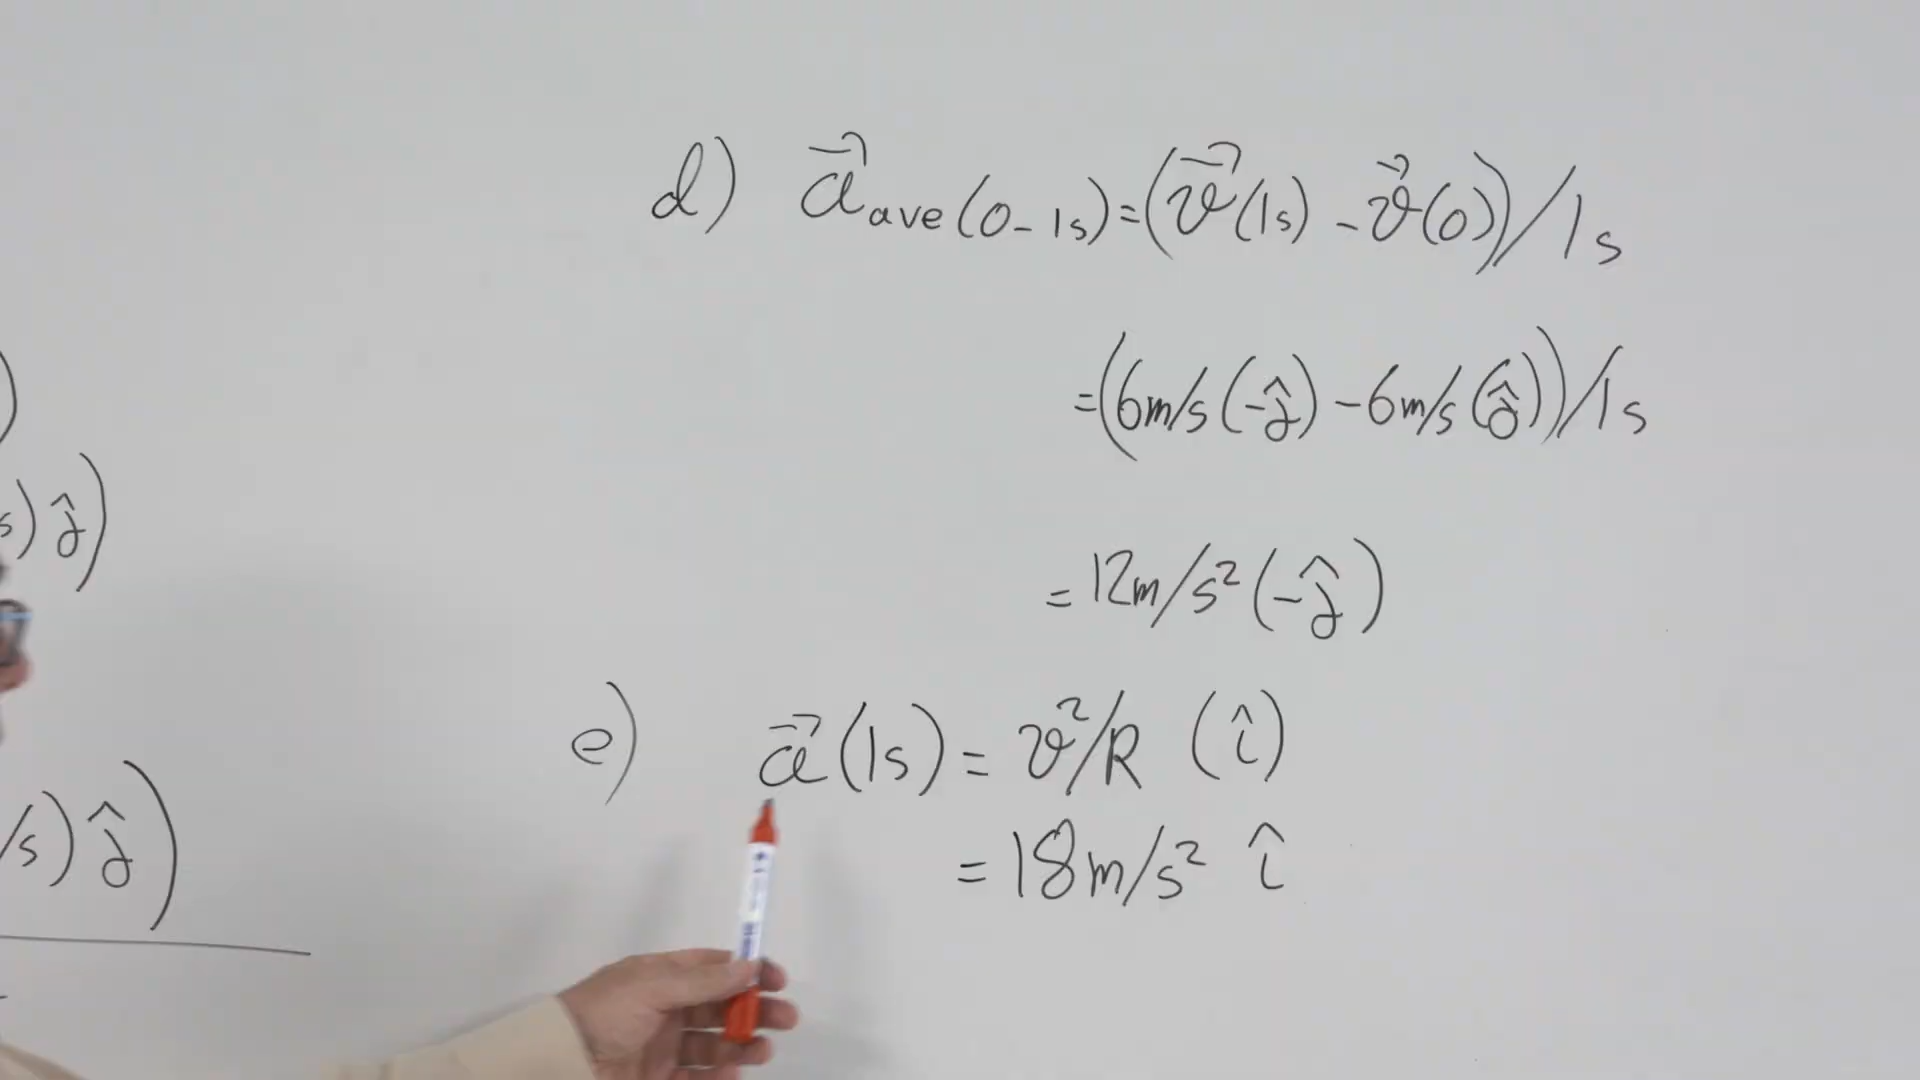 d) a⃗ ave (0-1s) = (v⃗(1s) - v⃗(0))/1s
= (6m/s(-ĵ) - 6m/s(ĵ))/1s
s) ĵ)
= 12m/s²(-ĵ)
e) a⃗(1s) = v²/R (î)
/s) ĵ)
= 18m/s² î